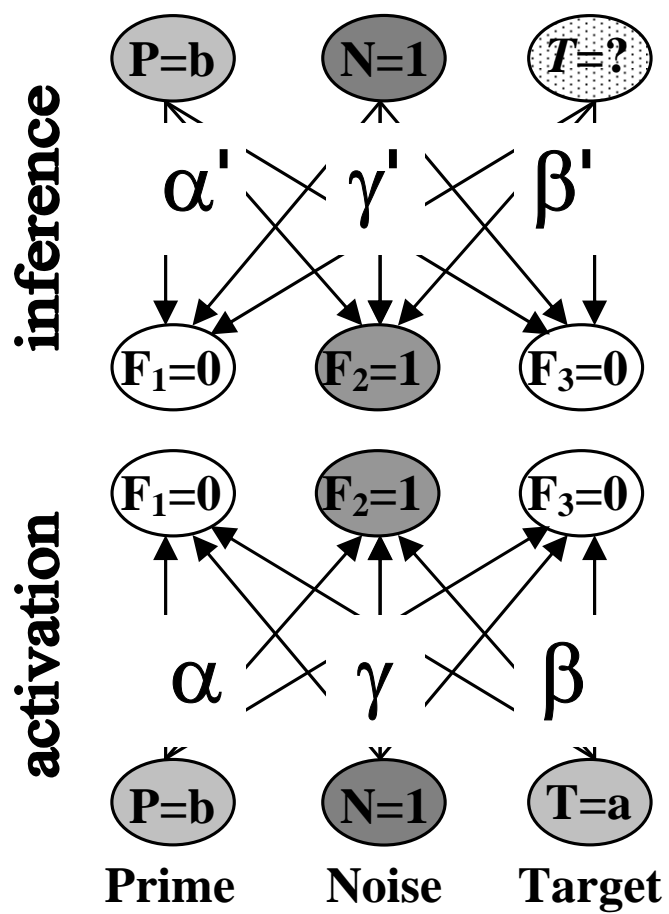 P=b N=1 T=?
inference
α' γ' β'
F₁=0 F₂=1 F₃=0
F₁=0 F₂=1 F₃=0
activation
α γ β
P=b N=1 T=a
Prime Noise Target